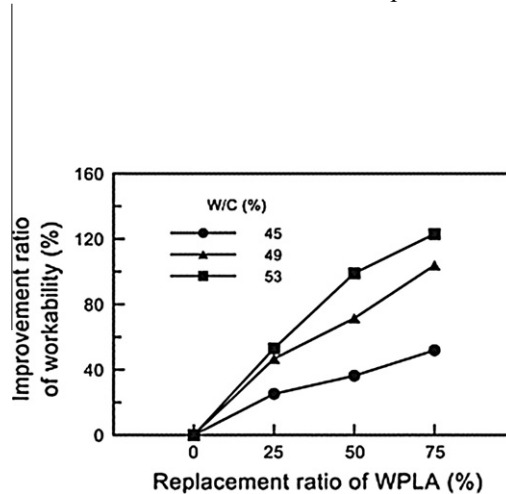 160
W/C (%)
45
120
49
53
80
40
0
0 25 50 75
Improvement ratio
of workability (%)
Replacement ratio of WPLA (%)